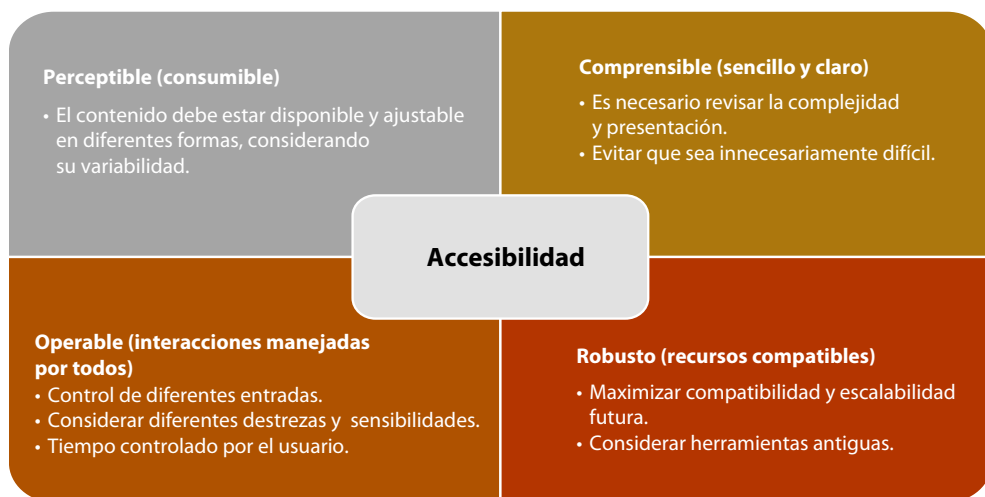 Perceptible (consumible)
• El contenido debe estar disponible y ajustable
en diferentes formas, considerando
su variabilidad.
Comprensible (sencillo y claro)
• Es necesario revisar la complejidad
y presentación.
• Evitar que sea innecesariamente difícil.
Accesibilidad
Operable (interacciones manejadas
por todos)
• Control de diferentes entradas.
• Considerar diferentes destrezas y sensibilidades.
• Tiempo controlado por el usuario.
Robusto (recursos compatibles)
• Maximizar compatibilidad y escalabilidad
futura.
• Considerar herramientas antiguas.